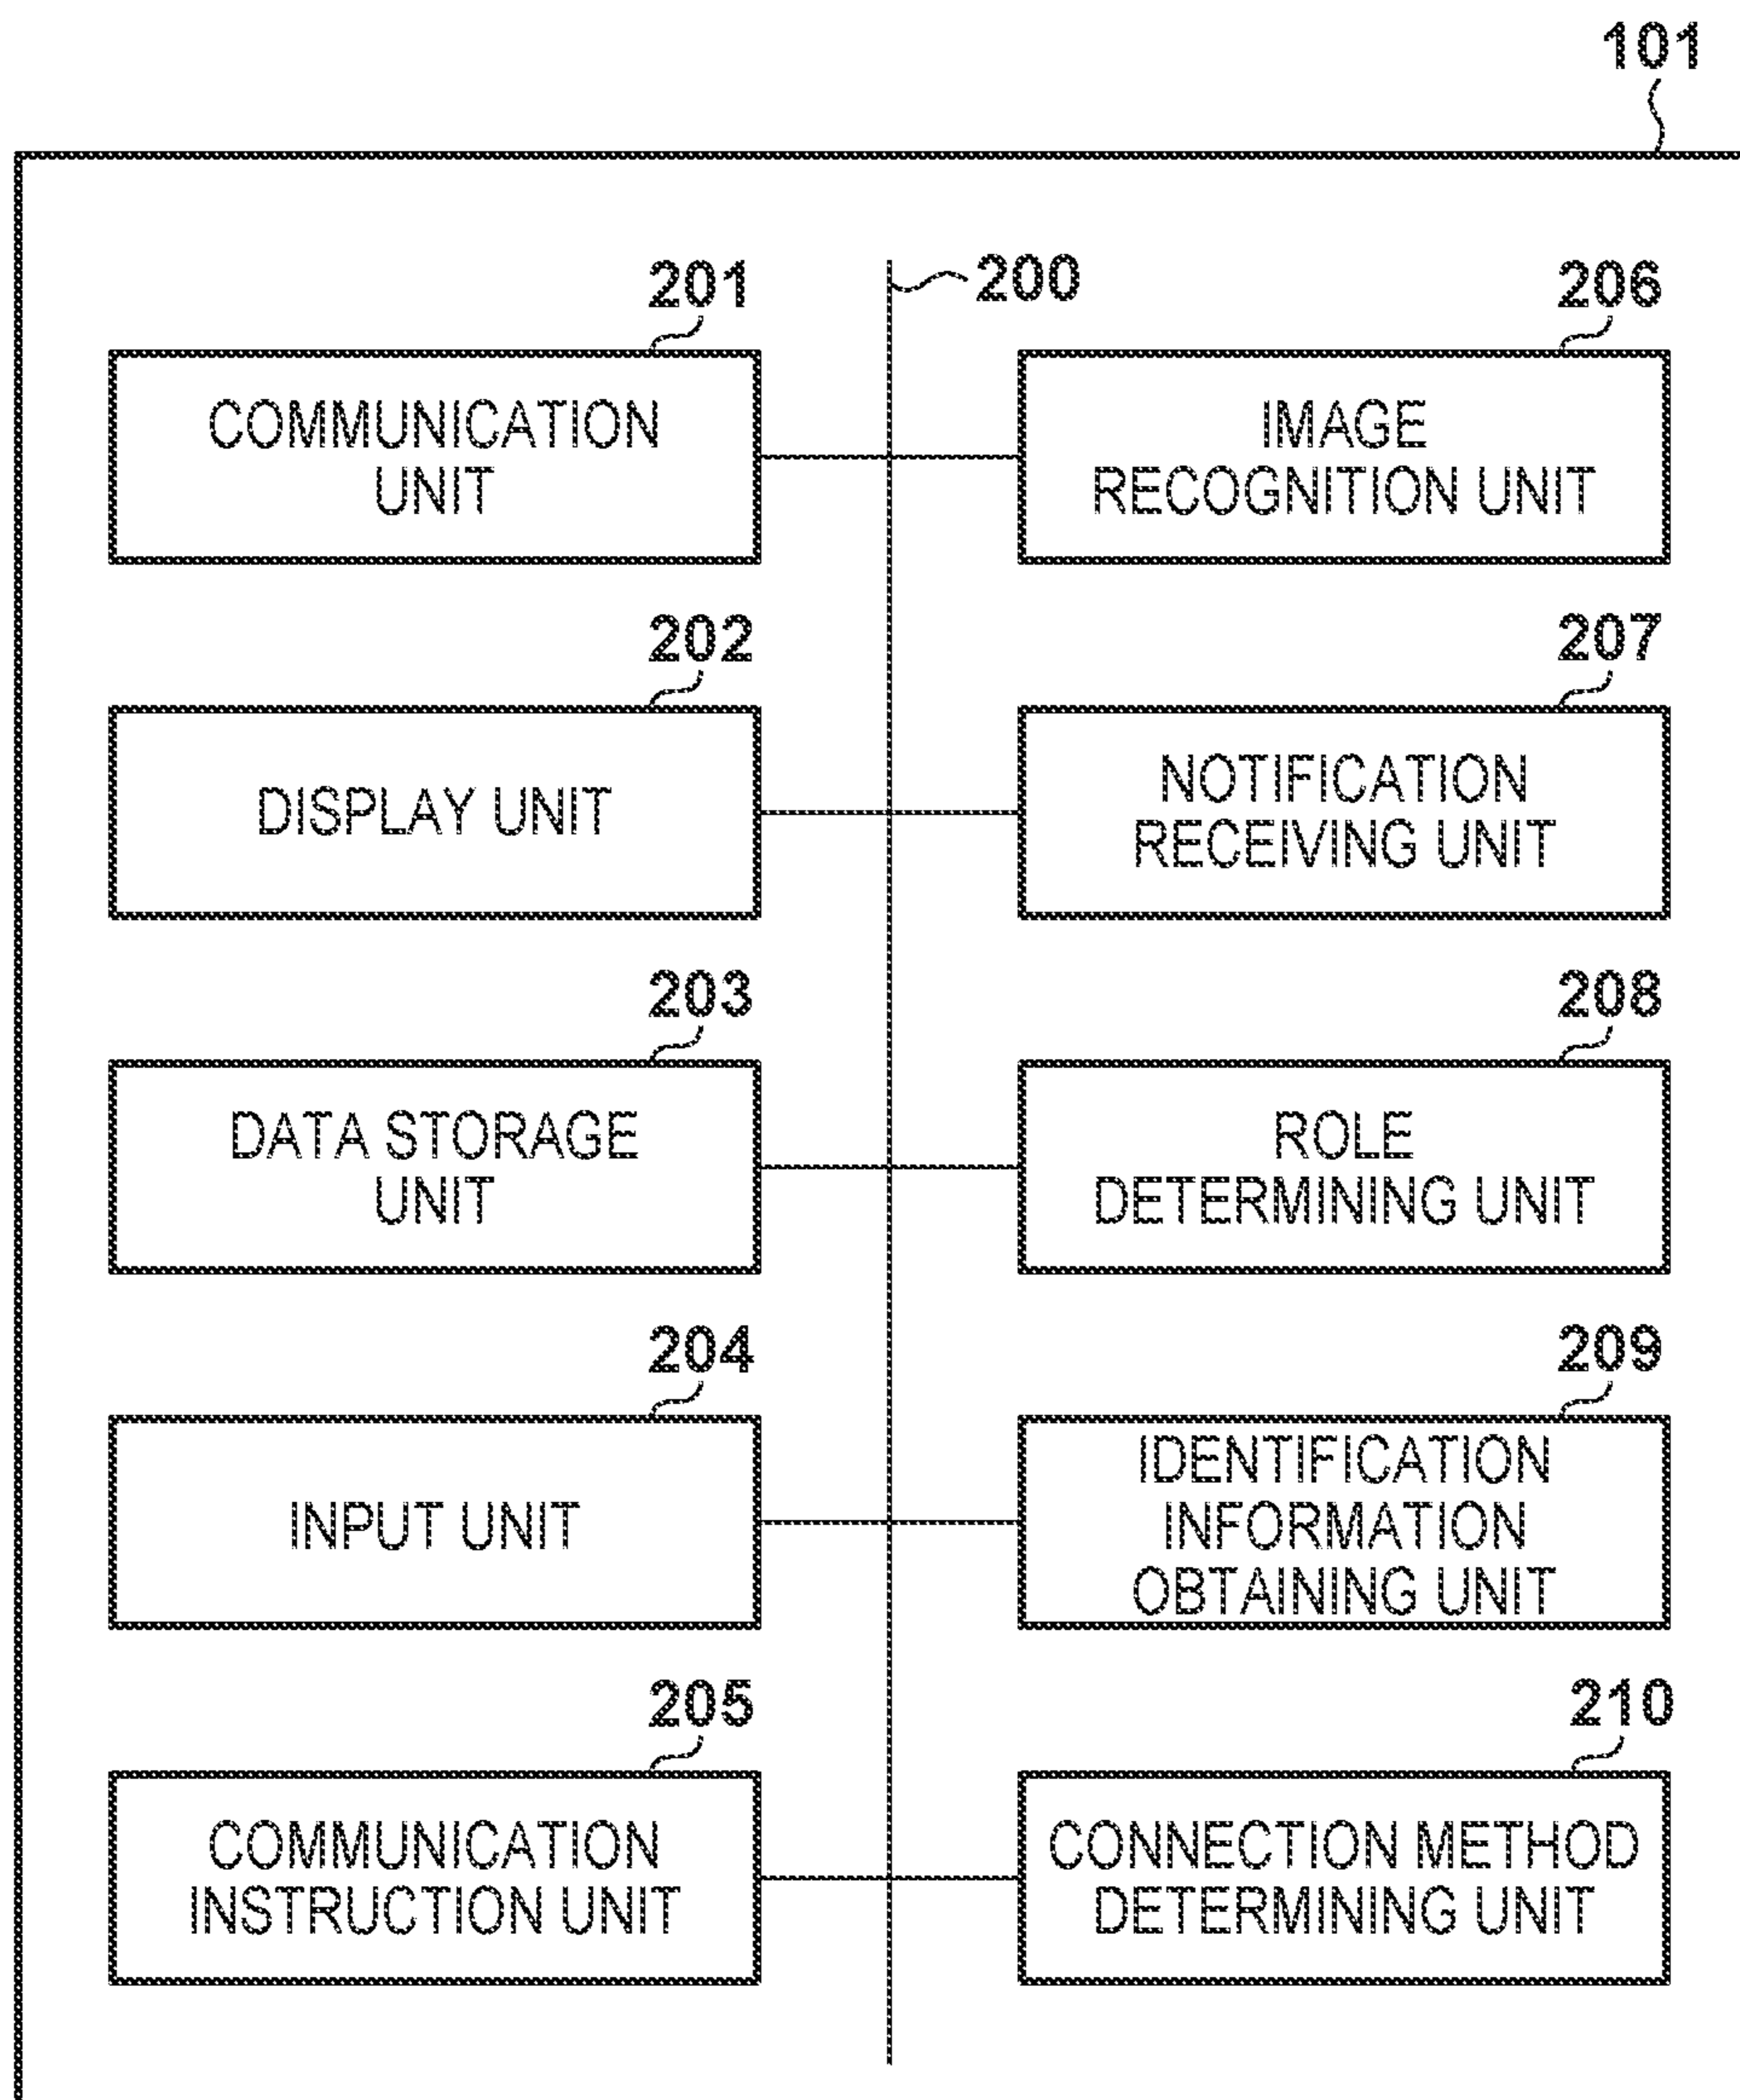 101
200
201
COMMUNICATION
UNIT
206
IMAGE
RECOGNITION UNIT
202
DISPLAY UNIT
207
NOTIFICATION
RECEIVING UNIT
203
DATA STORAGE
UNIT
208
ROLE
DETERMINING UNIT
204
INPUT UNIT
209
IDENTIFICATION
INFORMATION
OBTAINING UNIT
205
COMMUNICATION
INSTRUCTION UNIT
210
CONNECTION METHOD
DETERMINING UNIT